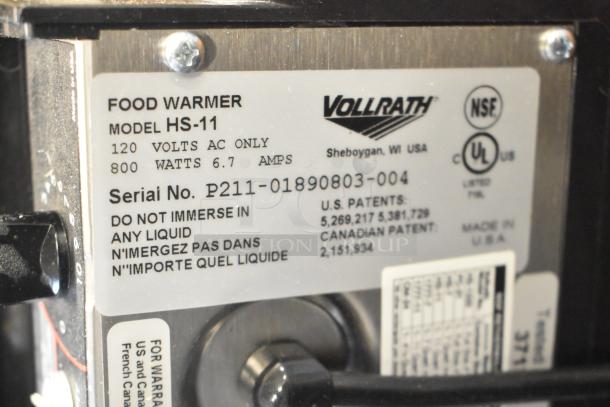 FOOD WARMER
MODEL HS-11
120 VOLTS AC ONLY
800 WATTS 6.7 AMPS
VOLLRATH
Sheboygan, WI USA
NSF
C UL US
LISTED
Serial No. P211-01890803-004
DO NOT IMMERSE IN
ANY LIQUID
N'IMERGEZ PAS DANS
N''IMPORTE QUEL LIQUIDE
U.S. PATENTS:
5,269,217 5,381,729
CANADIAN PATENT:
2,151,934
MADE IN
U.S.A
FOR WARRA
US and Cana
French Cana
Tested
371